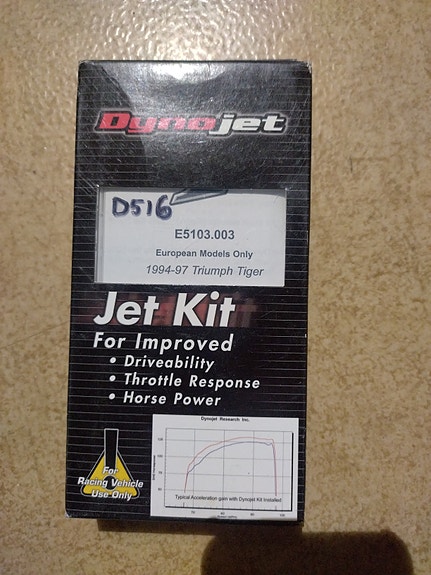 Dynojet
D516
E5103.003
European Models Only
1994-97 Triumph Tiger
Jet Kit
For Improved
• Driveability
• Throttle Response
• Horse Power
For
Racing Vehicle
Use Only
Dynojet Research Inc.
Typical Acceleration gain with Dynojet Kit Installed